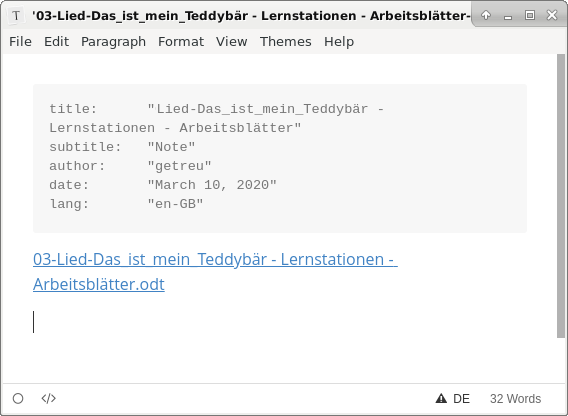 T '03-Lied-Das_ist_mein_Teddybär - Lernstationen - Arbeitsblätter-
File Edit Paragraph Format View Themes Help
title: "Lied-Das_ist_mein_Teddybär -
Lernstationen - Arbeitsblätter"
subtitle: "Note"
author: "getreu"
date: "March 10, 2020"
lang: "en-GB"
03-Lied-Das_ist_mein_Teddybär - Lernstationen -
Arbeitsblätter.odt
</> DE 32 Words